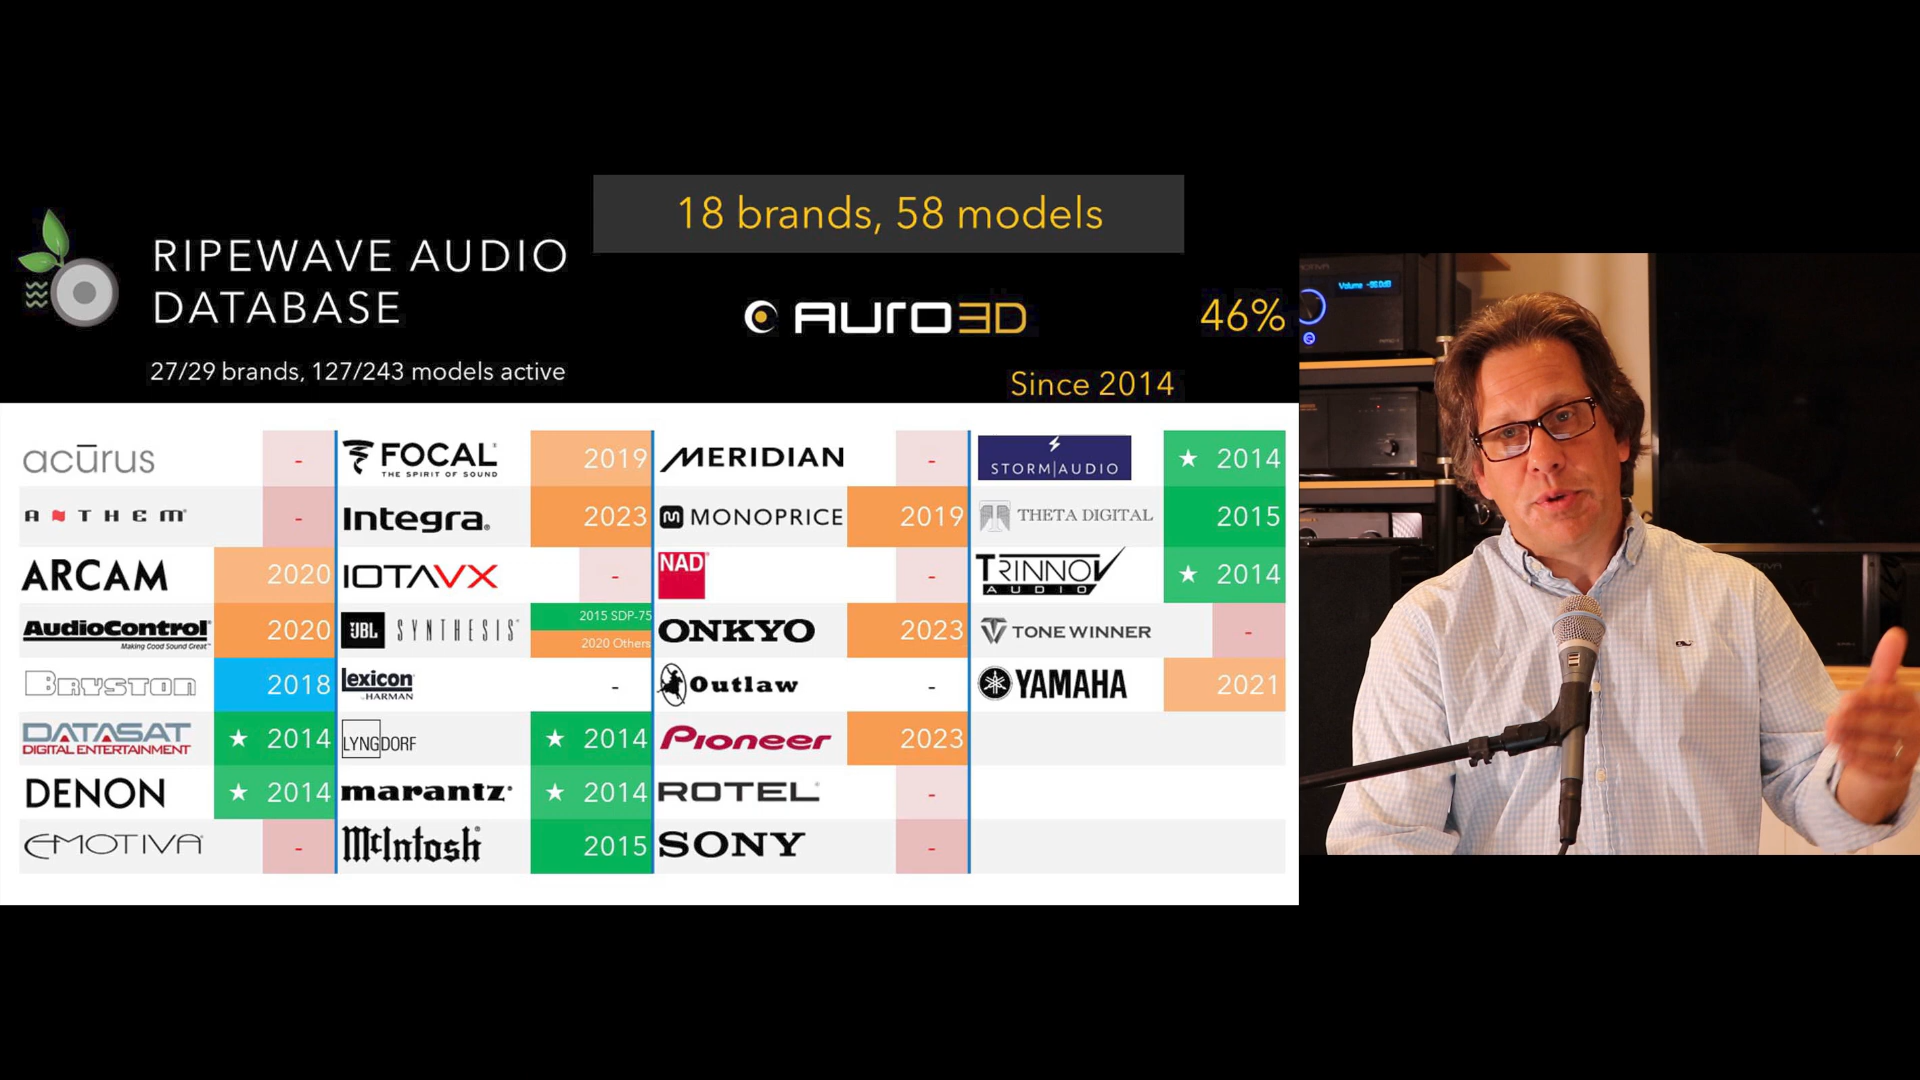 18 brands, 58 models
RIPEWAVE AUDIO
DATABASE
27/29 brands, 127/243 models active
AURO3D
46%
Since 2014
acūrus -
ANTHEM -
ARCAM 2020
AudioControl 2020
Making Good Sound Great
BRYSTON 2018
DATASAT ★ 2014
DIGITAL ENTERTAINMENT
DENON ★ 2014
EMOTIVA -
FOCAL 2019
THE SPIRIT OF SOUND
Integra 2023
IOTAVX -
JBL SYNTHESIS 2015 SDP-75
2020 Others
lexicon -
BY HARMAN
LYNGDORF ★ 2014
marantz ★ 2014
McIntosh 2015
MERIDIAN -
MONOPRICE 2019
NAD -
ONKYO 2023
Outlaw -
Pioneer 2023
ROTEL -
SONY -
STORM|AUDIO ★ 2014
THETA DIGITAL 2015
TRINNOV ★ 2014
AUDIO
TONE WINNER -
YAMAHA 2021